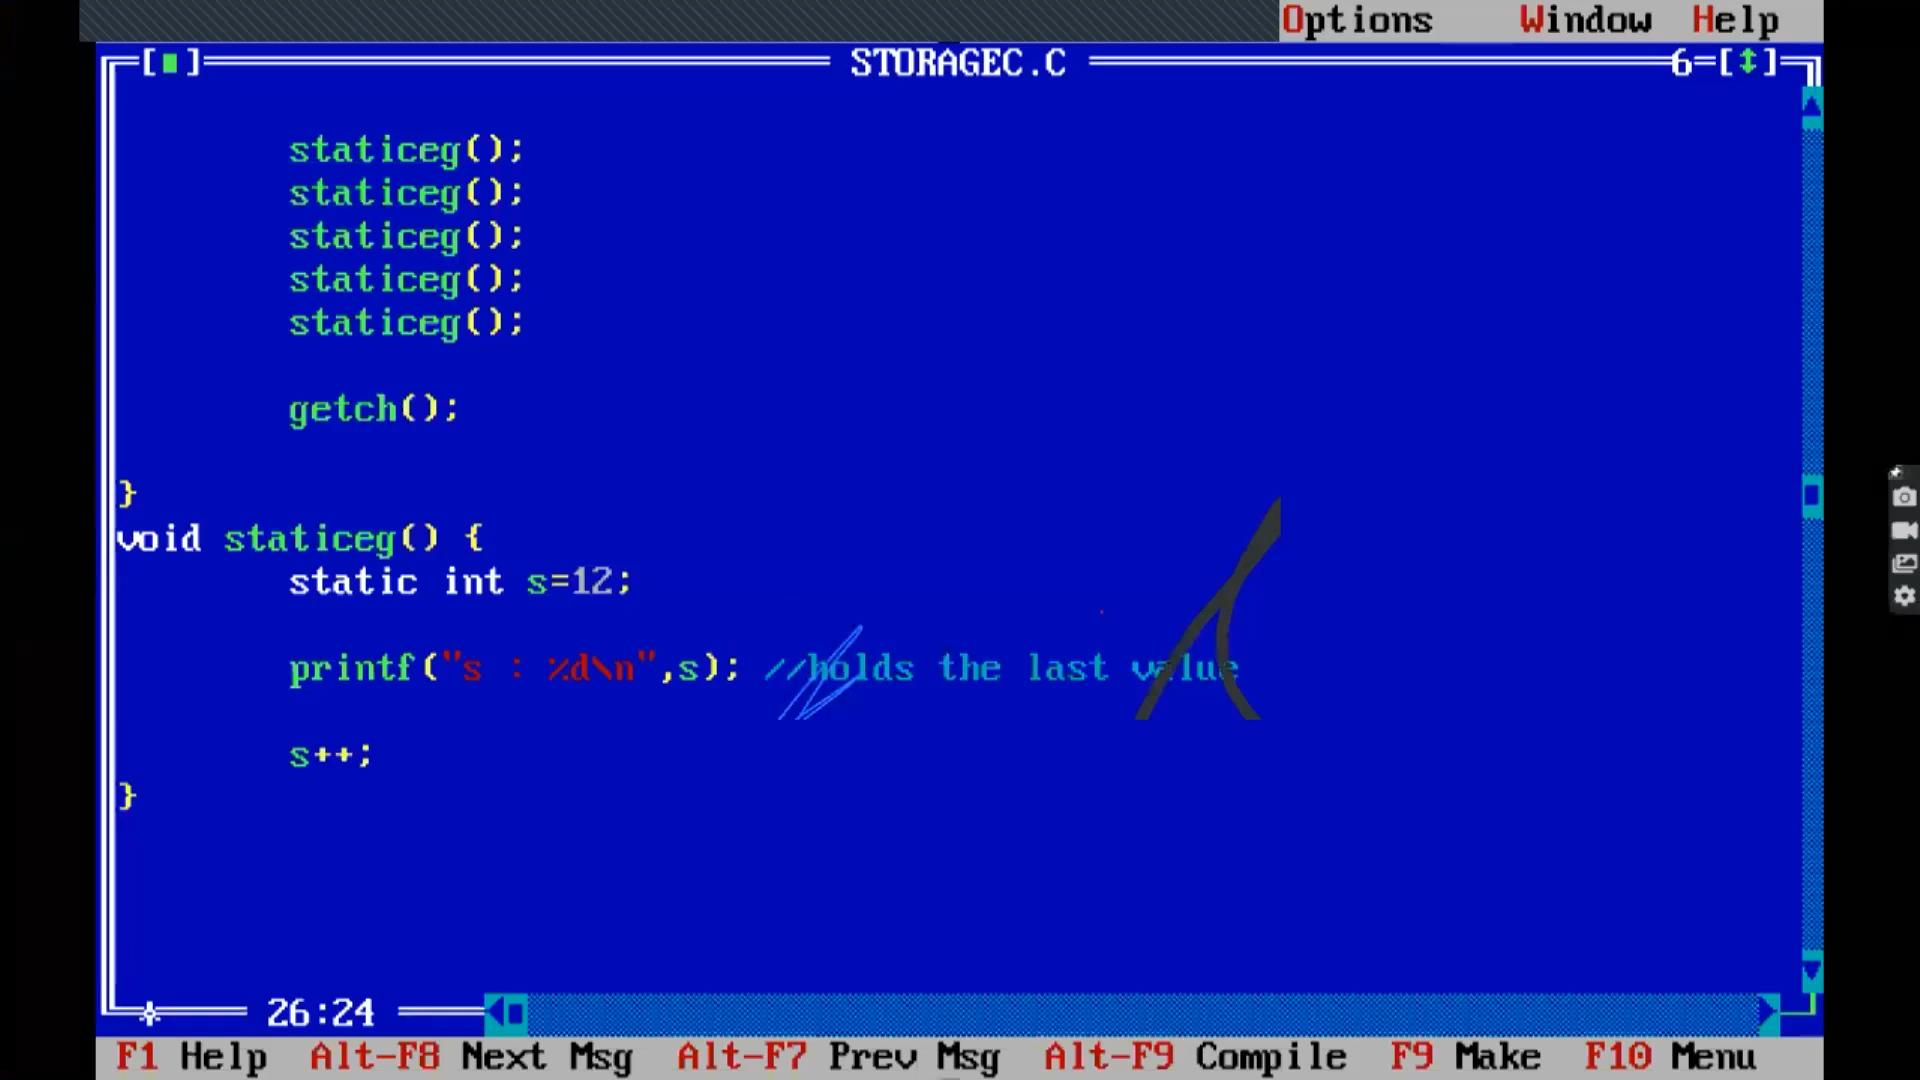 Options Window Help
[ ] STORAGEC.C 6=[↕]
staticeg();
staticeg();
staticeg();
staticeg();
staticeg();
getch();
}
void staticeg() {
static int s=12;
printf("s : %d\n",s); //holds the last value
s++;
}
26:24
F1 Help Alt-F8 Next Msg Alt-F7 Prev Msg Alt-F9 Compile F9 Make F10 Menu